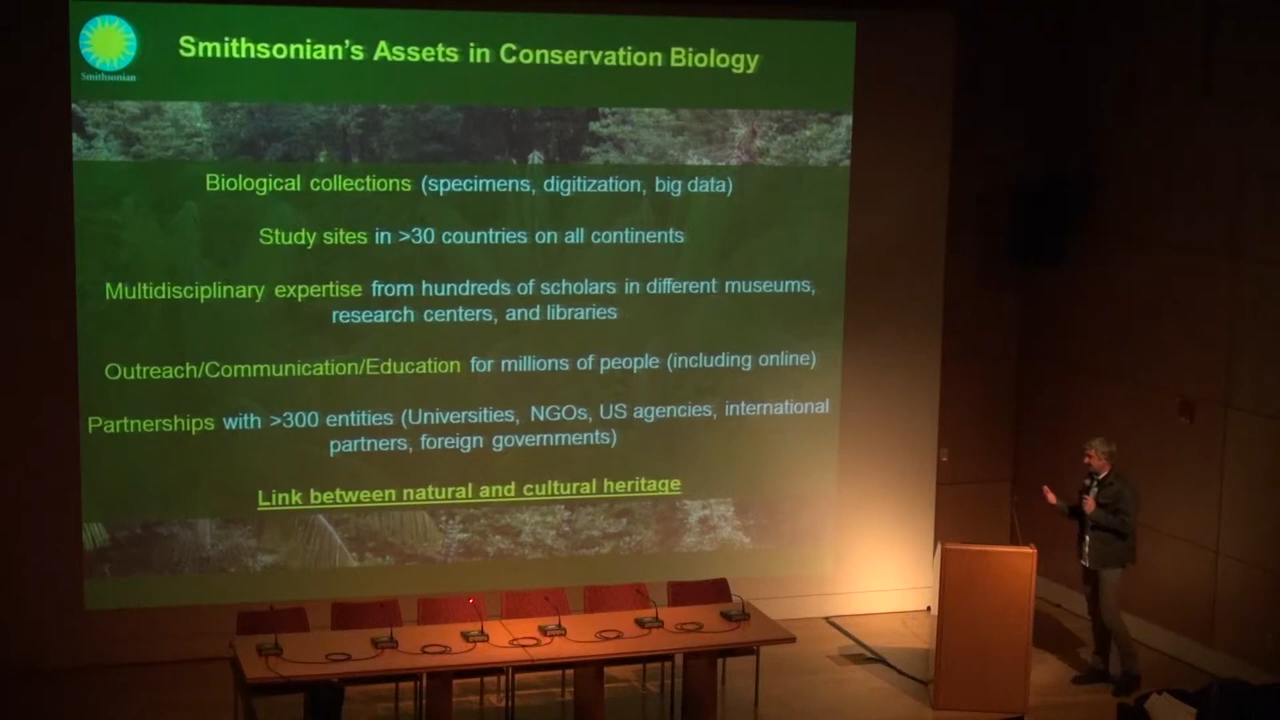 Smithsonian's Assets in Conservation Biology
Smithsonian
Biological collections (specimens, digitization, big data)
Study sites in >30 countries on all continents
Multidisciplinary expertise from hundreds of scholars in different museums,
research centers, and libraries
Outreach/Communication/Education for millions of people (including online)
Partnerships with >300 entities (Universities, NGOs, US agencies, international
partners, foreign governments)
Link between natural and cultural heritage